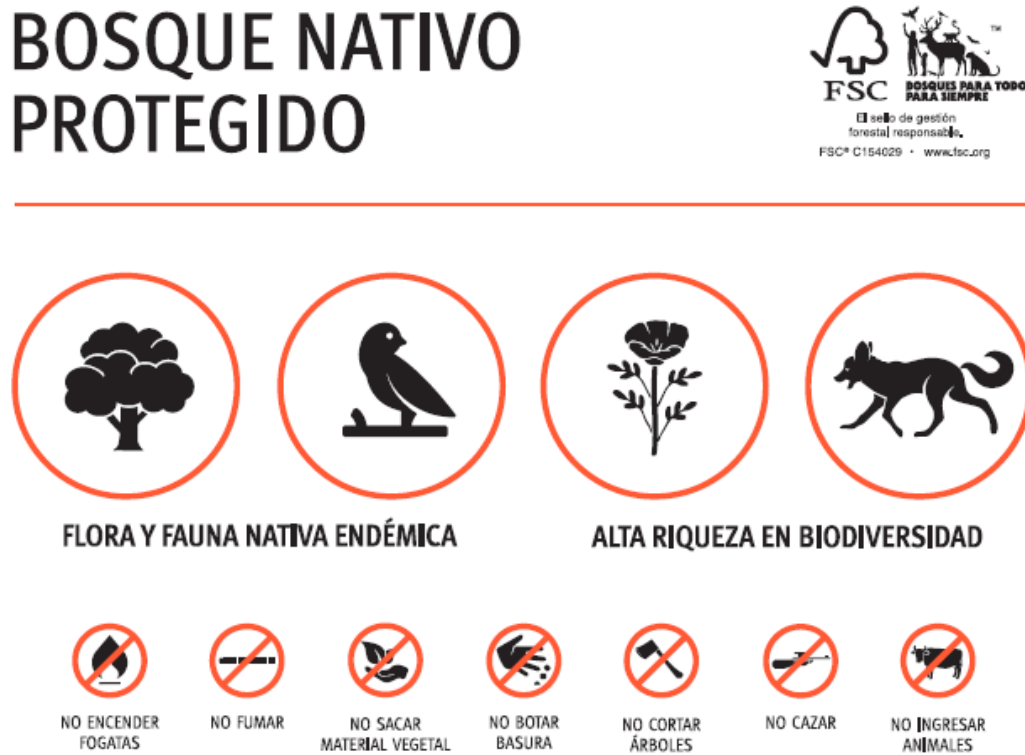 BOSQUE NATIVO
PROTEGIDO
FSC
™
BOSQUES PARA TODOS
PARA SIEMPRE
El sello de gestión
forestal responsable.
FSC® C154029 • www.fsc.org
FLORA Y FAUNA NATIVA ENDÉMICA
ALTA RIQUEZA EN BIODIVERSIDAD
NO ENCENDER
FOGATAS
NO FUMAR
NO SACAR
MATERIAL VEGETAL
NO BOTAR
BASURA
NO CORTAR
ÁRBOLES
NO CAZAR
NO INGRESAR
ANIMALES